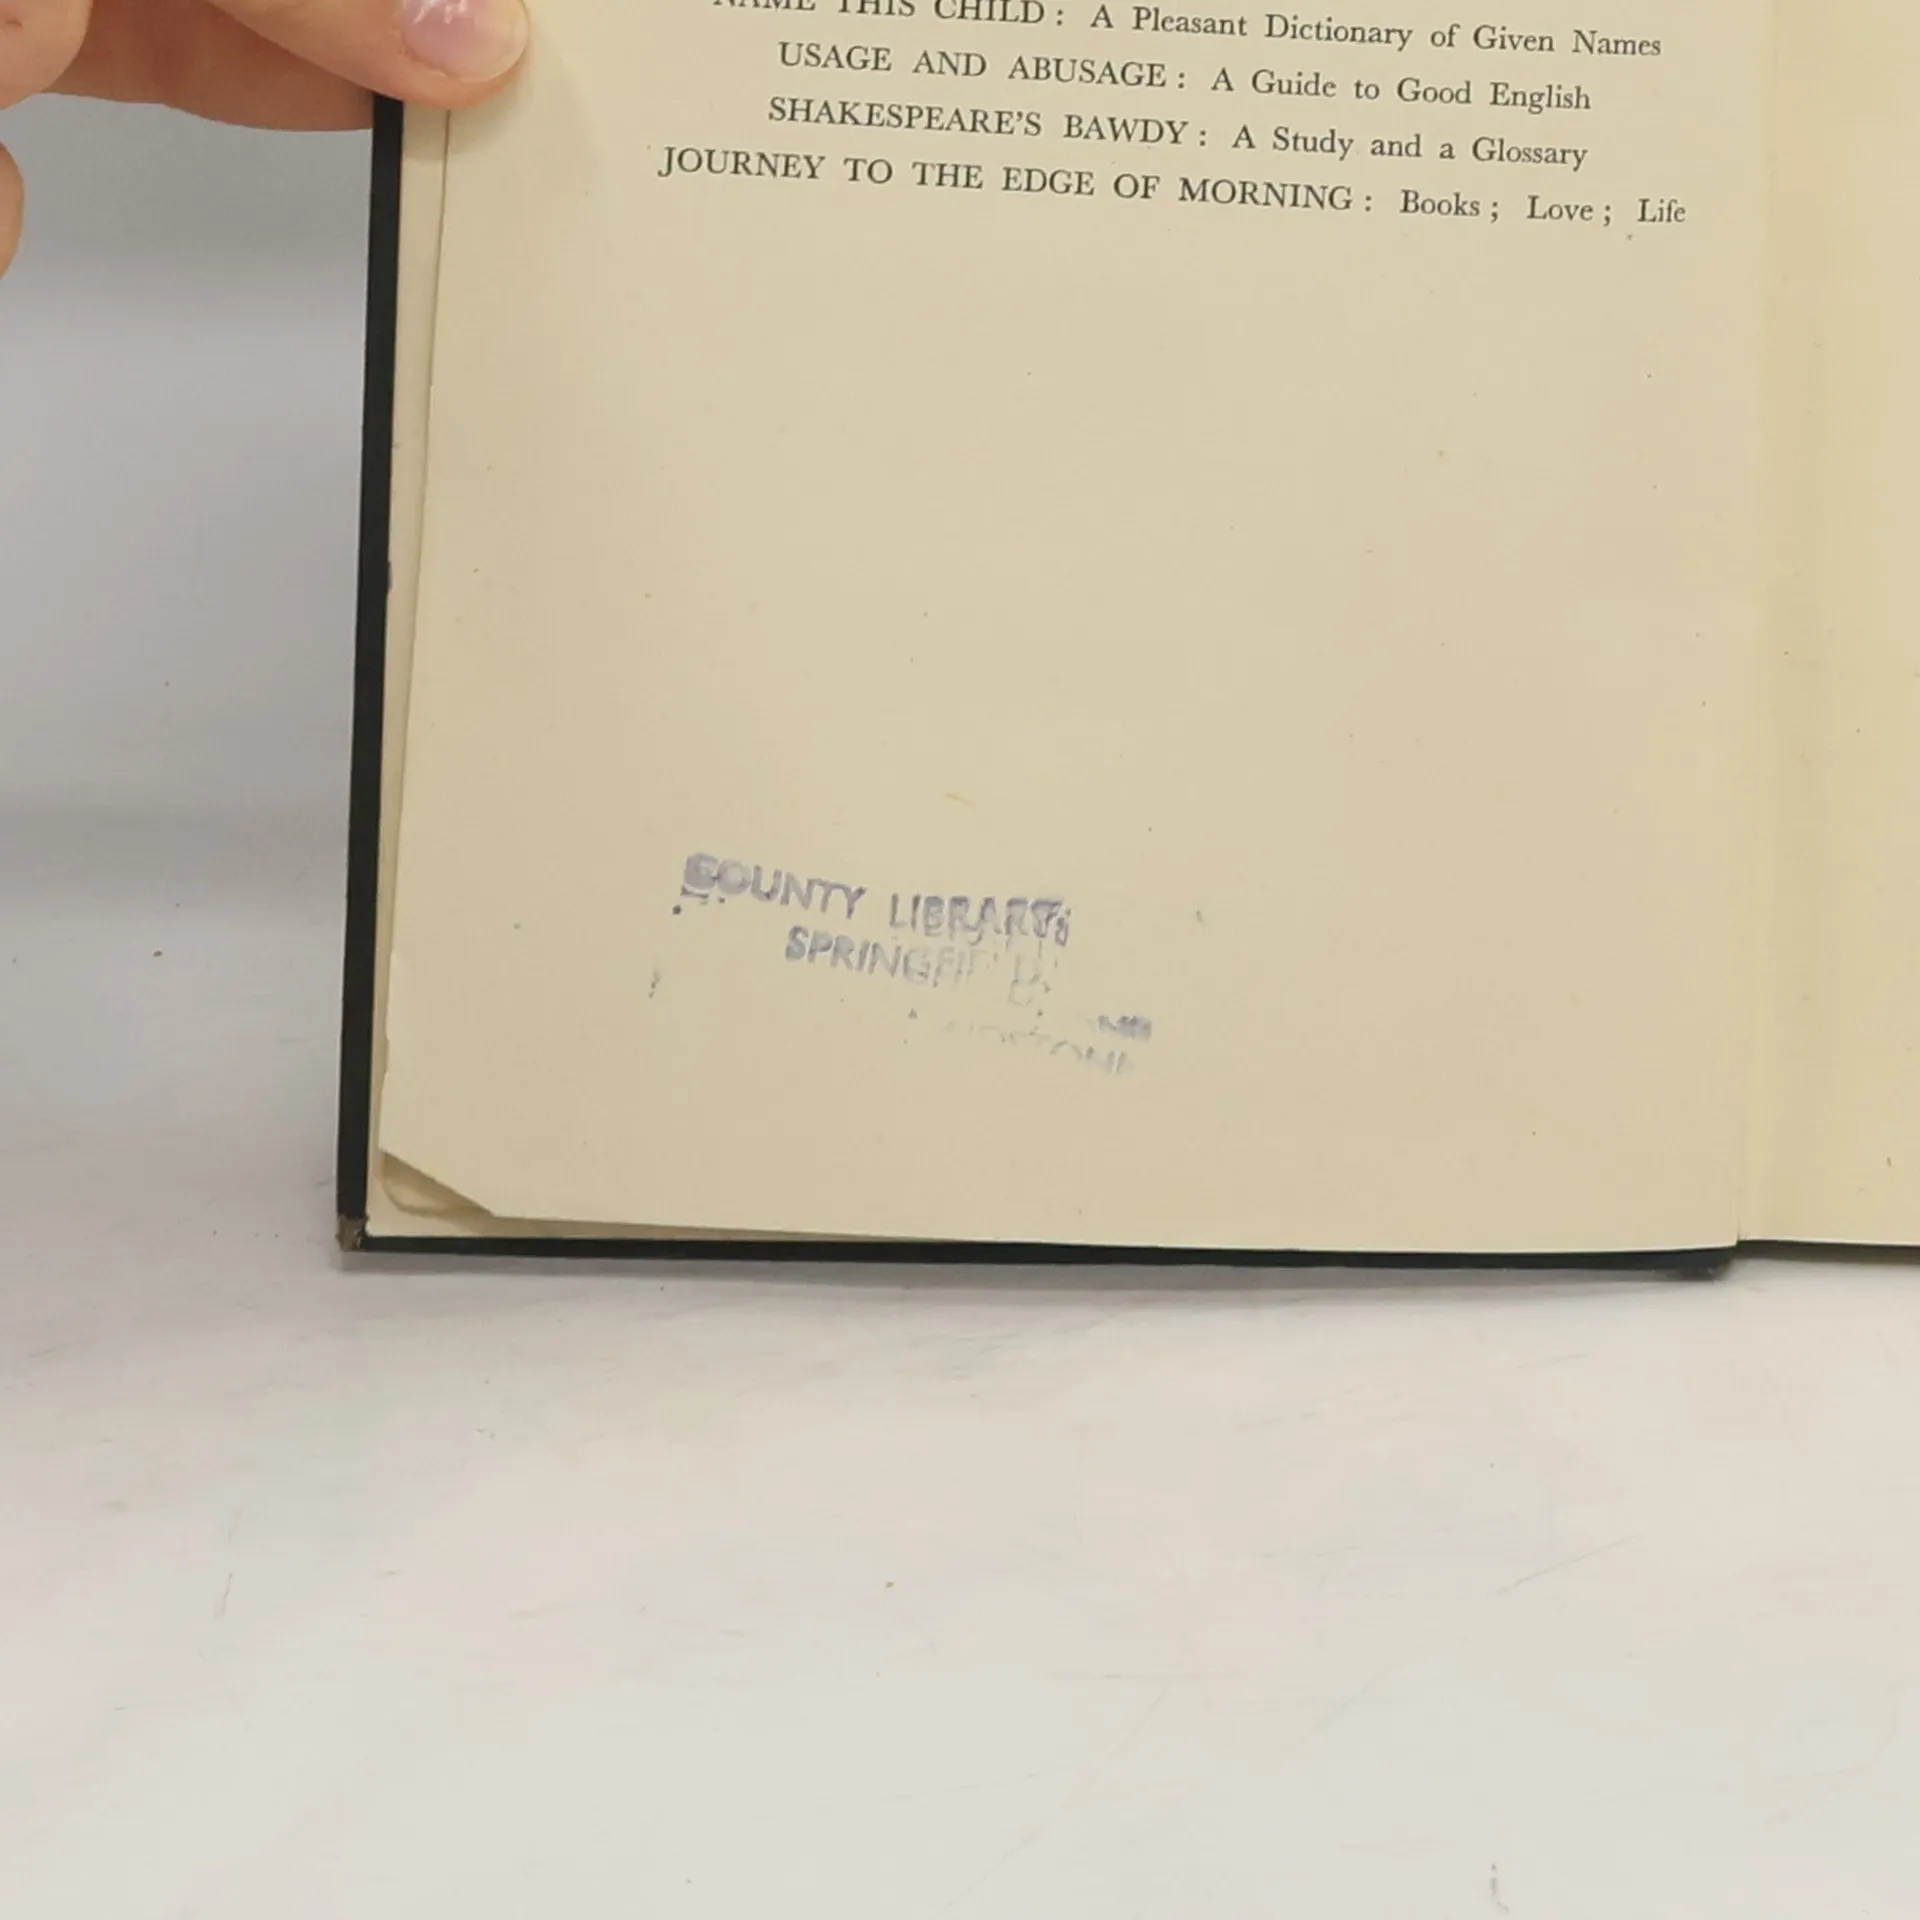 NAME THIS CHILD : A Pleasant Dictionary of Given Names
USAGE AND ABUSAGE : A Guide to Good English
SHAKESPEARE'S BAWDY : A Study and a Glossary
JOURNEY TO THE EDGE OF MORNING : Books ; Love ; Life
COUNTY LIBRARY